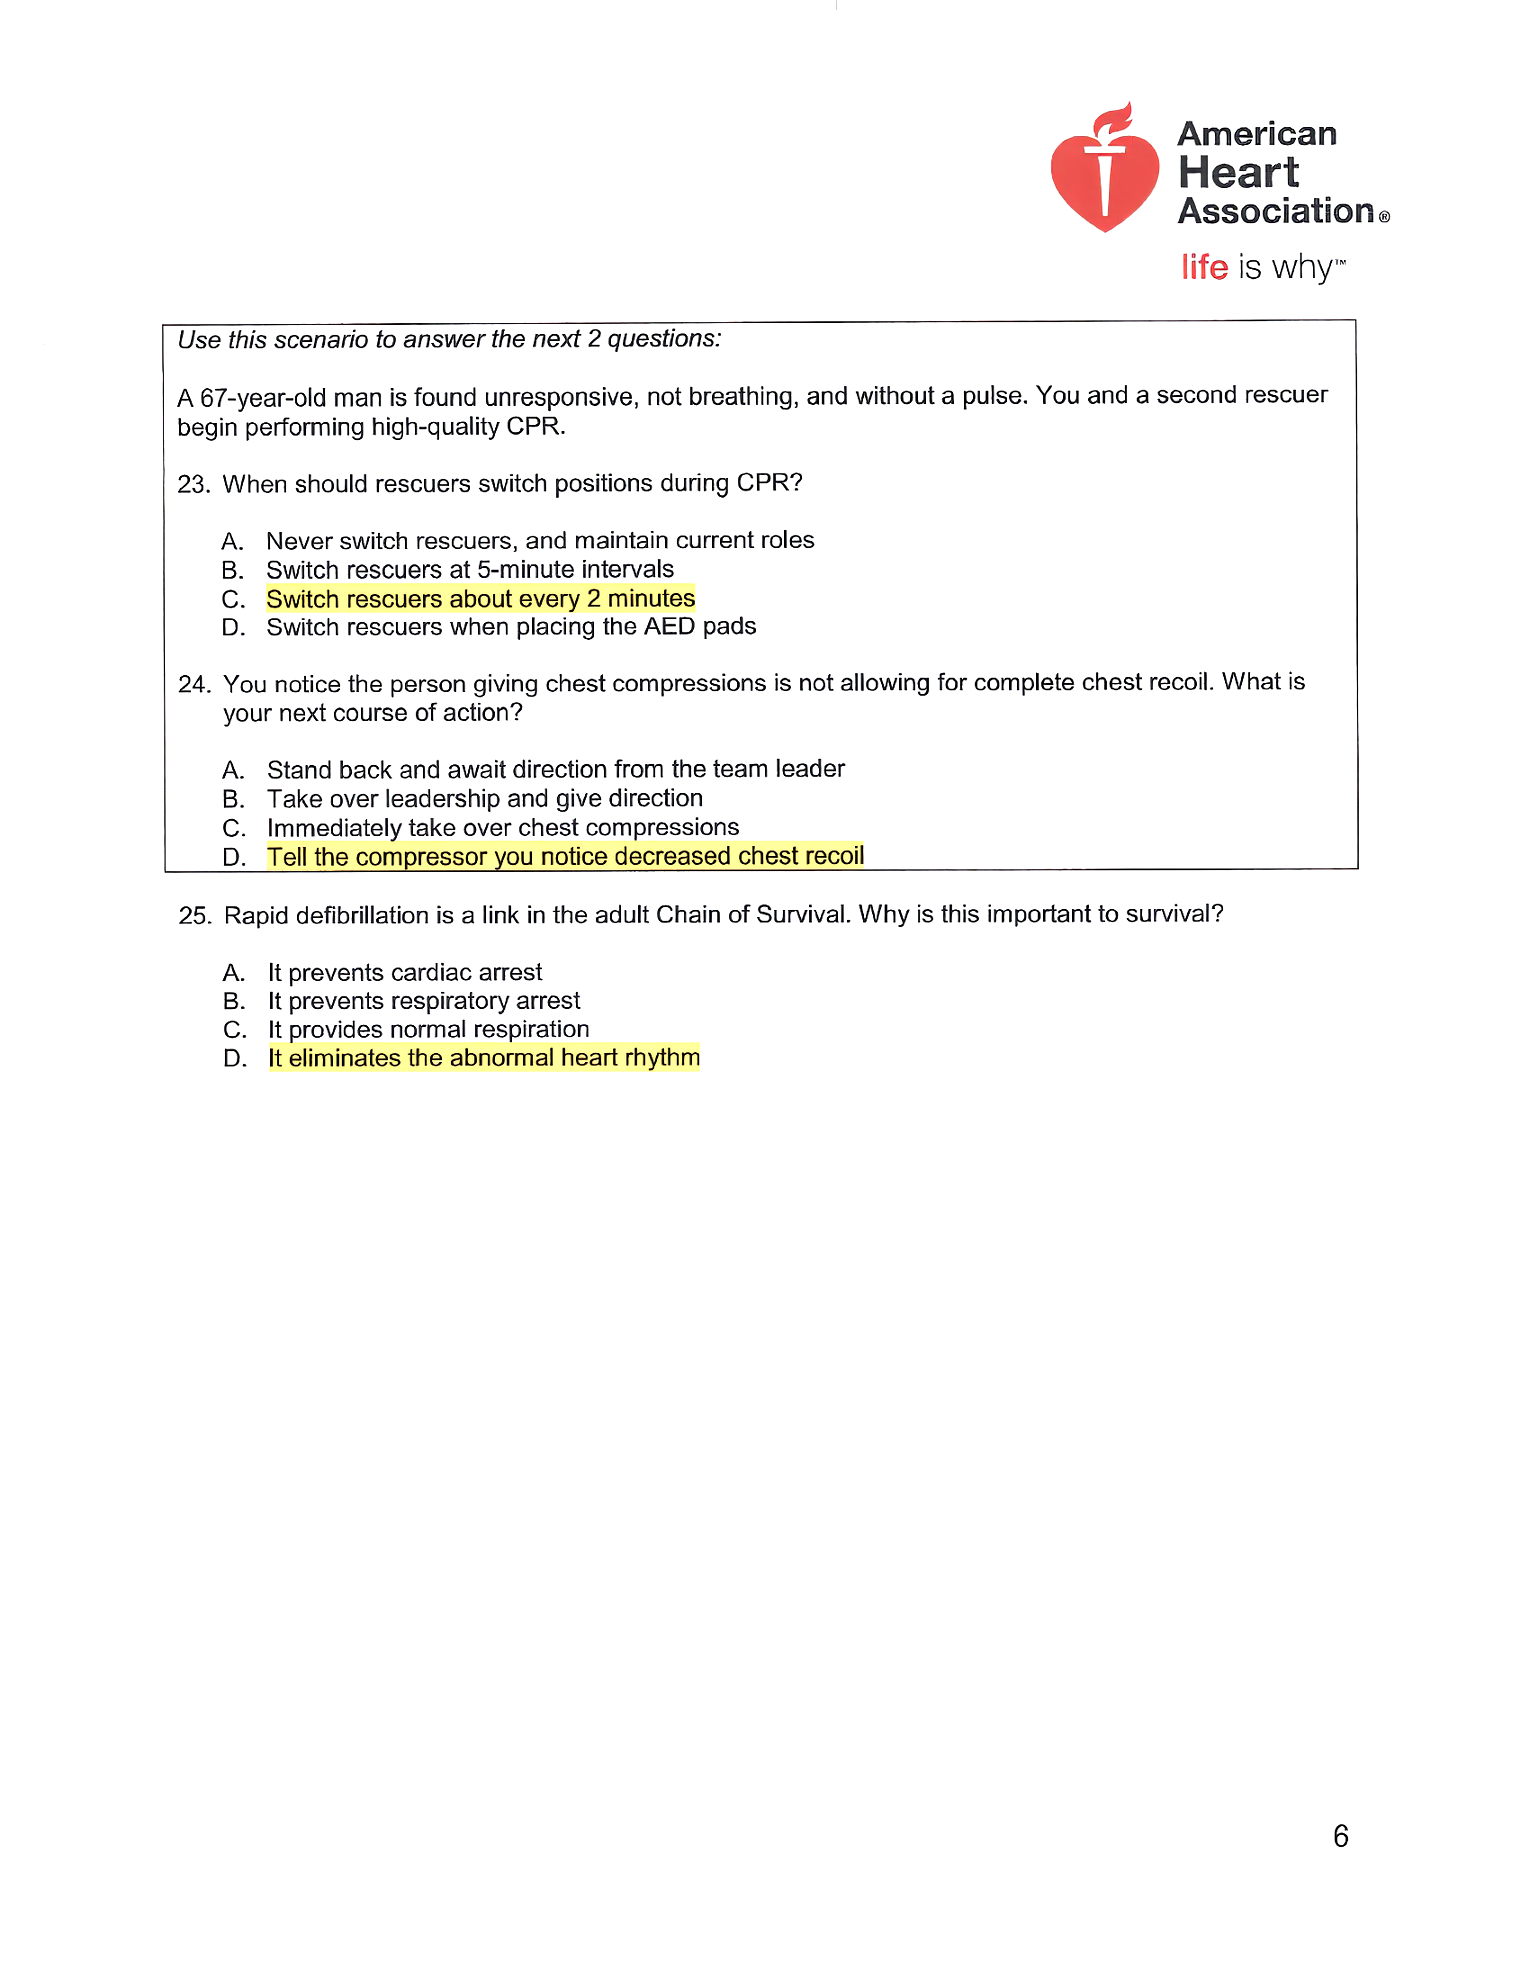 American
Heart
Association®
life is why™
Use this scenario to answer the next 2 questions:
A 67-year-old man is found unresponsive, not breathing, and without a pulse. You and a second rescuer
begin performing high-quality CPR.
23. When should rescuers switch positions during CPR?
A. Never switch rescuers, and maintain current roles
B. Switch rescuers at 5-minute intervals
C. Switch rescuers about every 2 minutes
D. Switch rescuers when placing the AED pads
24. You notice the person giving chest compressions is not allowing for complete chest recoil. What is
your next course of action?
A. Stand back and await direction from the team leader
B. Take over leadership and give direction
C. Immediately take over chest compressions
D. Tell the compressor you notice decreased chest recoil
25. Rapid defibrillation is a link in the adult Chain of Survival. Why is this important to survival?
A. It prevents cardiac arrest
B. It prevents respiratory arrest
C. It provides normal respiration
D. It eliminates the abnormal heart rhythm
6